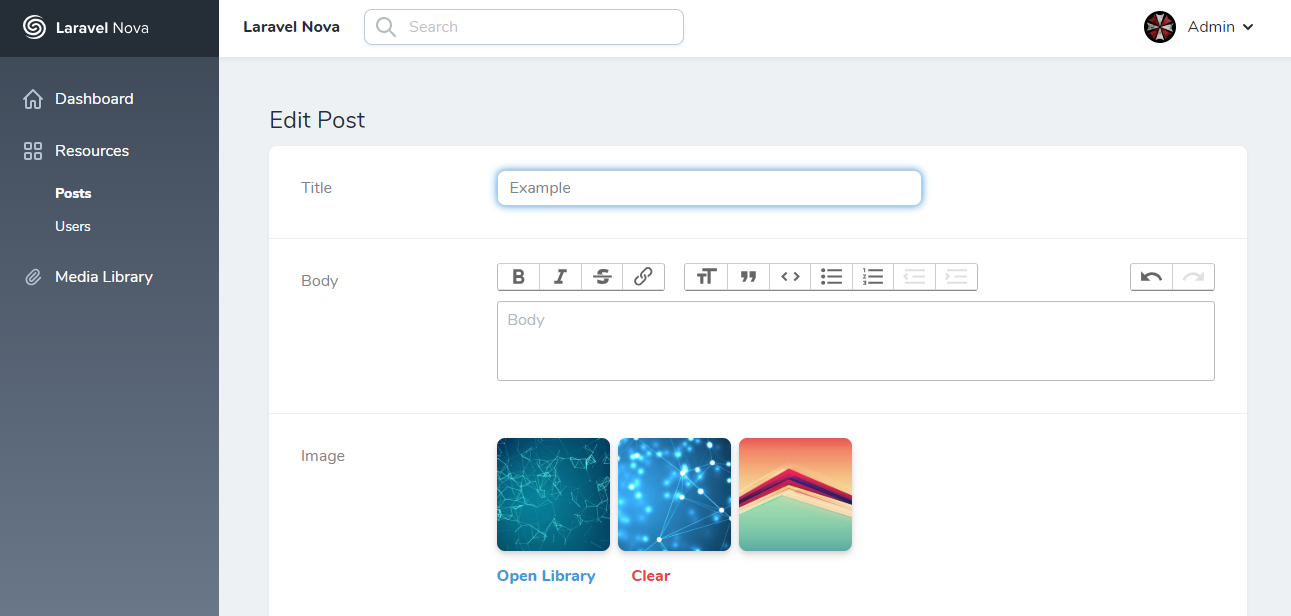 Laravel Nova
Laravel Nova
Search
Admin
Dashboard
Resources
Posts
Users
Media Library
Edit Post
Title
Example
Body
Body
Image
Open Library
Clear